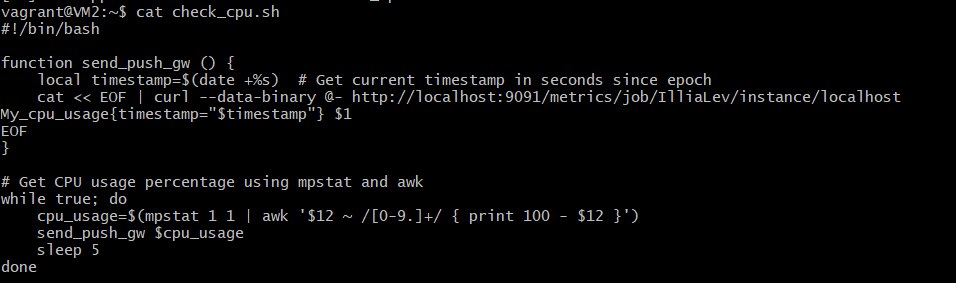 vagrant@VM2:~$ cat check_cpu.sh
#!/bin/bash
function send_push_gw () {
    local timestamp=$(date +%s)  # Get current timestamp in seconds since epoch
    cat << EOF | curl --data-binary @- http://localhost:9091/metrics/job/IlliaLev/instance/localhost
My_cpu_usage{timestamp="$timestamp"} $1
EOF
}
# Get CPU usage percentage using mpstat and awk
while true; do
    cpu_usage=$(mpstat 1 1 | awk '$12 ~ /[0-9.]+/ { print 100 - $12 }')
    send_push_gw $cpu_usage
    sleep 5
done